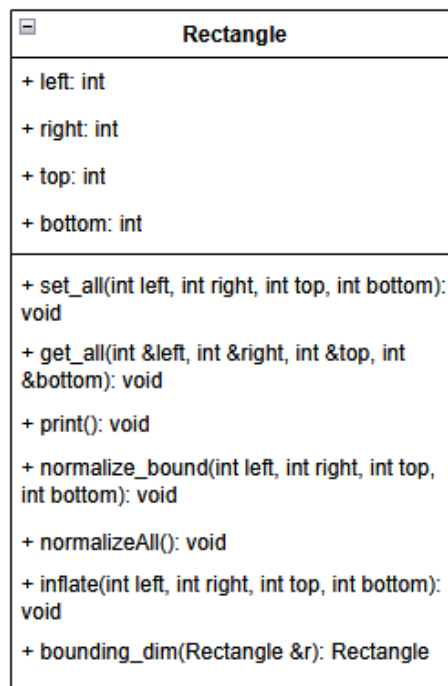 Rectangle
+ left: int
+ right: int
+ top: int
+ bottom: int
+ set_all(int left, int right, int top, int bottom):
void
+ get_all(int &left, int &right, int &top, int
&bottom): void
+ print(): void
+ normalize_bound(int left, int right, int top,
int bottom): void
+ normalizeAll(): void
+ inflate(int left, int right, int top, int bottom):
void
+ bounding_dim(Rectangle &r): Rectangle